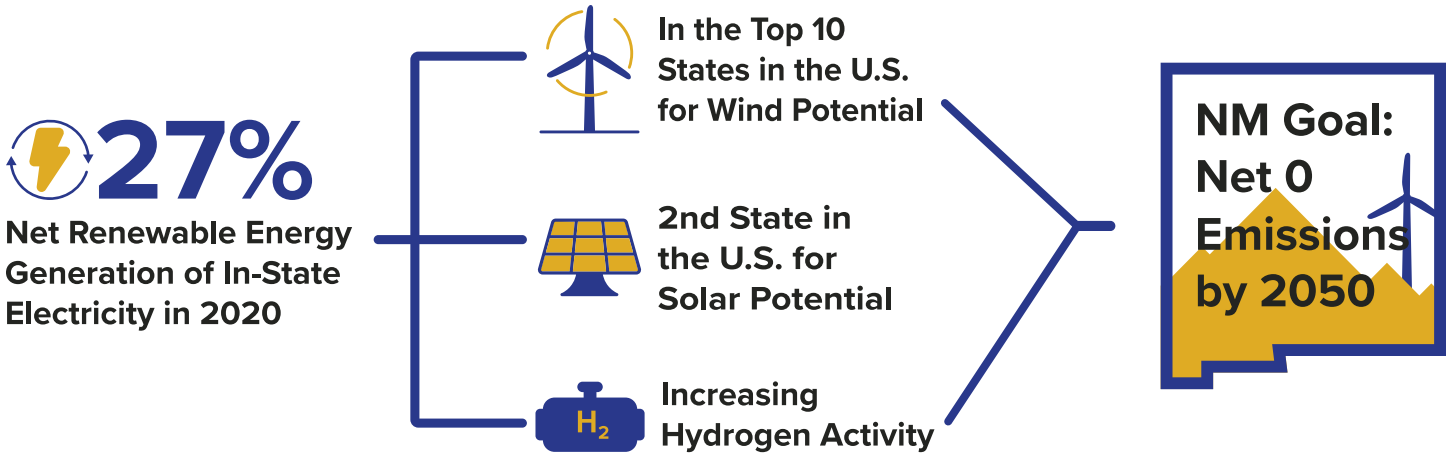 27%
Net Renewable Energy
Generation of In-State
Electricity in 2020
In the Top 10
States in the U.S.
for Wind Potential
2nd State in
the U.S. for
Solar Potential
H₂
Increasing
Hydrogen Activity
NM Goal:
Net 0
Emissions
by 2050